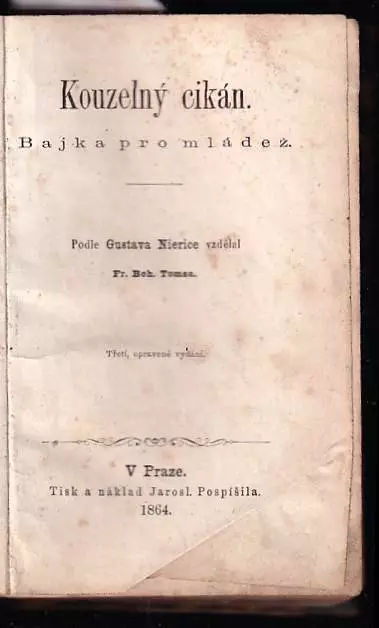 Kouzelný cikán.
Bajka pro mládež.
Podle Gustava Nierice vzdělal
Fr. Boh. Tomsa.
Třetí, opravené vydání.
V Praze.
Tisk a náklad Jarosl. Pospíšila.
1864.